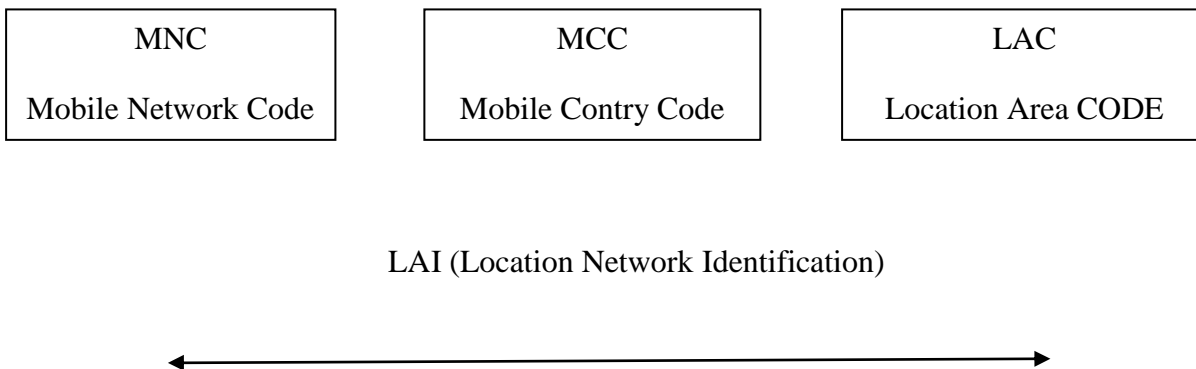 MNC
Mobile Network Code
MCC
Mobile Contry Code
LAC
Location Area CODE
LAI (Location Network Identification)